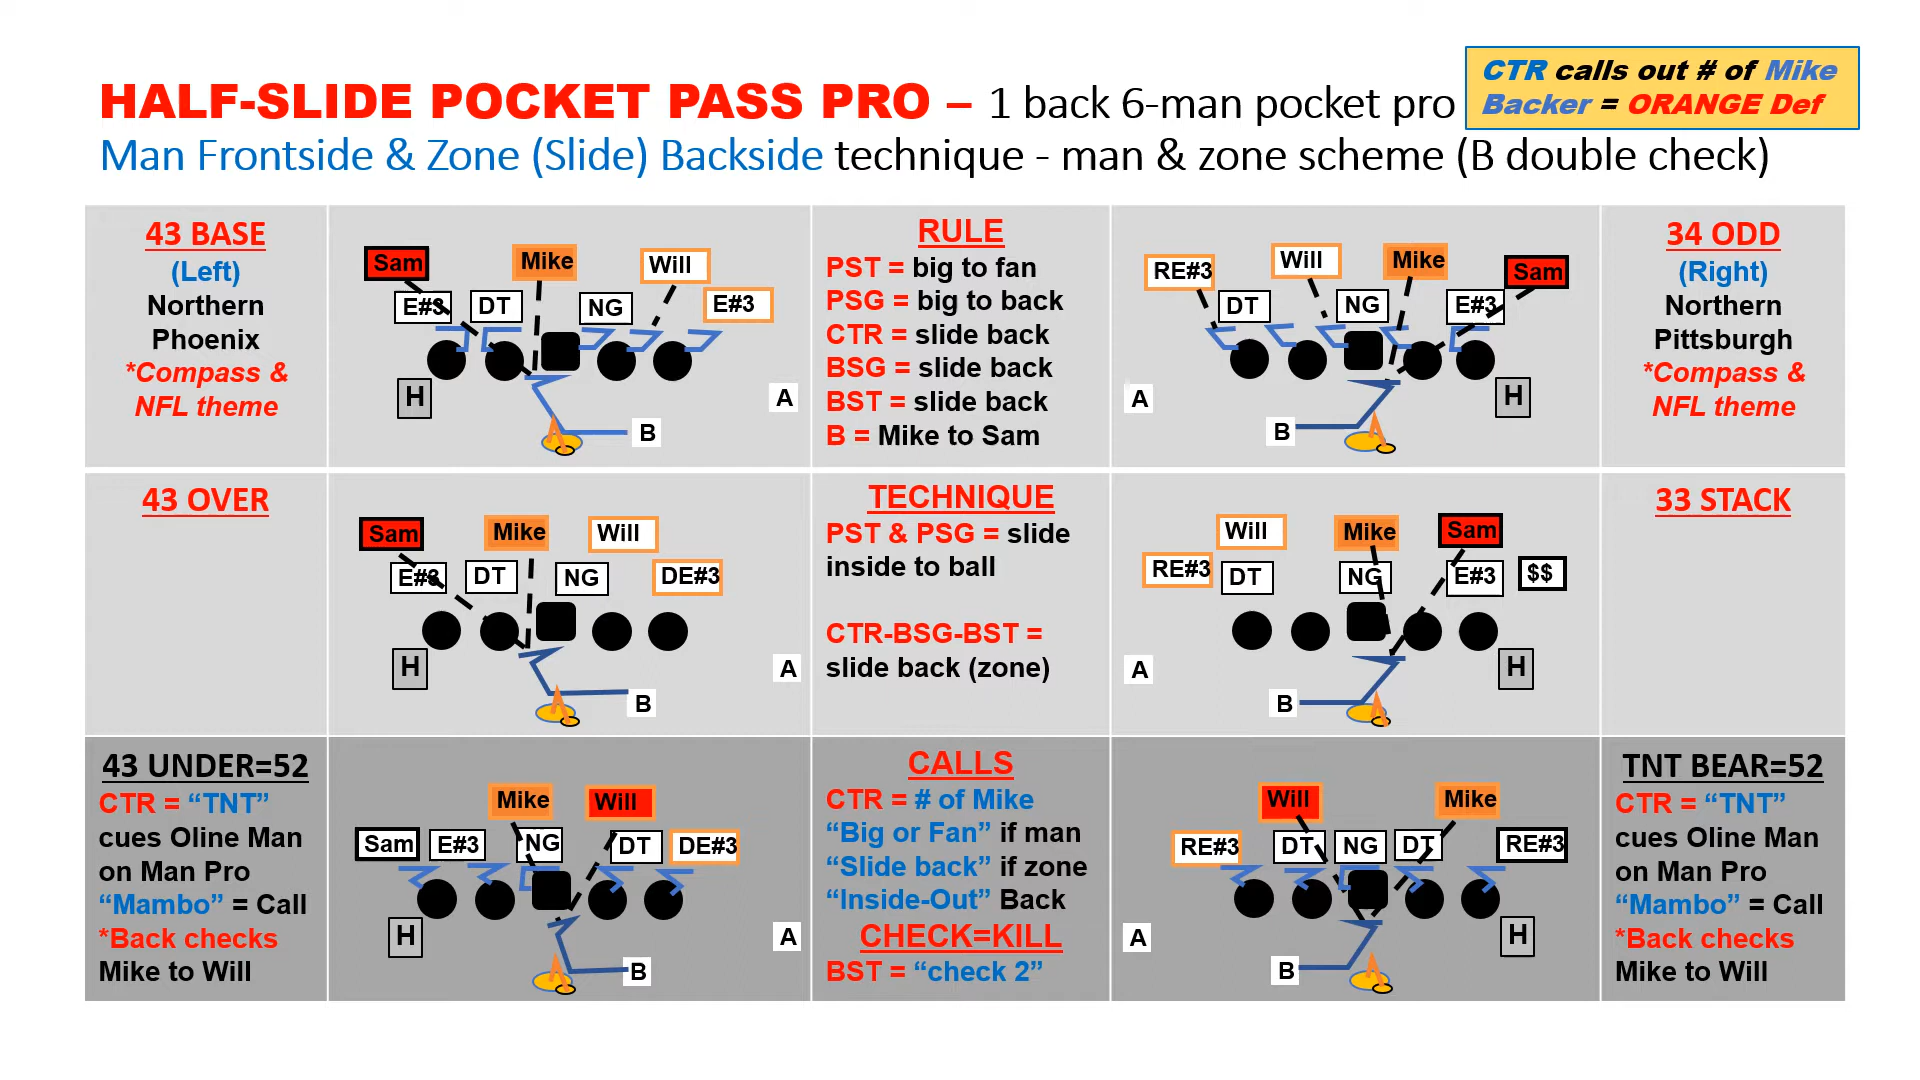 HALF-SLIDE POCKET PASS PRO – 1 back 6-man pocket pro
CTR calls out # of Mike
Backer = ORANGE Def
Man Frontside & Zone (Slide) Backside technique - man & zone scheme (B double check)
43 BASE
(Left)
Northern
Phoenix
*Compass &
NFL theme
Sam
Mike
Will
E#3
DT
NG
E#3
H
A
B
RULE
PST = big to fan
PSG = big to back
CTR = slide back
BSG = slide back
BST = slide back
B = Mike to Sam
RE#3
Will
Mike
Sam
DT
NG
E#3
A
H
B
34 ODD
(Right)
Northern
Pittsburgh
*Compass &
NFL theme
43 OVER
Sam
Mike
Will
E#3
DT
NG
DE#3
H
A
B
TECHNIQUE
PST & PSG = slide
inside to ball
CTR-BSG-BST =
slide back (zone)
Will
Mike
Sam
RE#3
DT
NG
E#3
$$
A
H
B
33 STACK
43 UNDER=52
CTR = “TNT”
cues Oline Man
on Man Pro
“Mambo” = Call
*Back checks
Mike to Will
Mike
Will
Sam
E#3
NG
DT
DE#3
H
A
B
CALLS
CTR = # of Mike
“Big or Fan” if man
“Slide back” if zone
“Inside-Out” Back
CHECK=KILL
BST = “check 2”
Will
Mike
RE#3
DT
NG
DT
RE#3
A
H
B
TNT BEAR=52
CTR = “TNT”
cues Oline Man
on Man Pro
“Mambo” = Call
*Back checks
Mike to Will